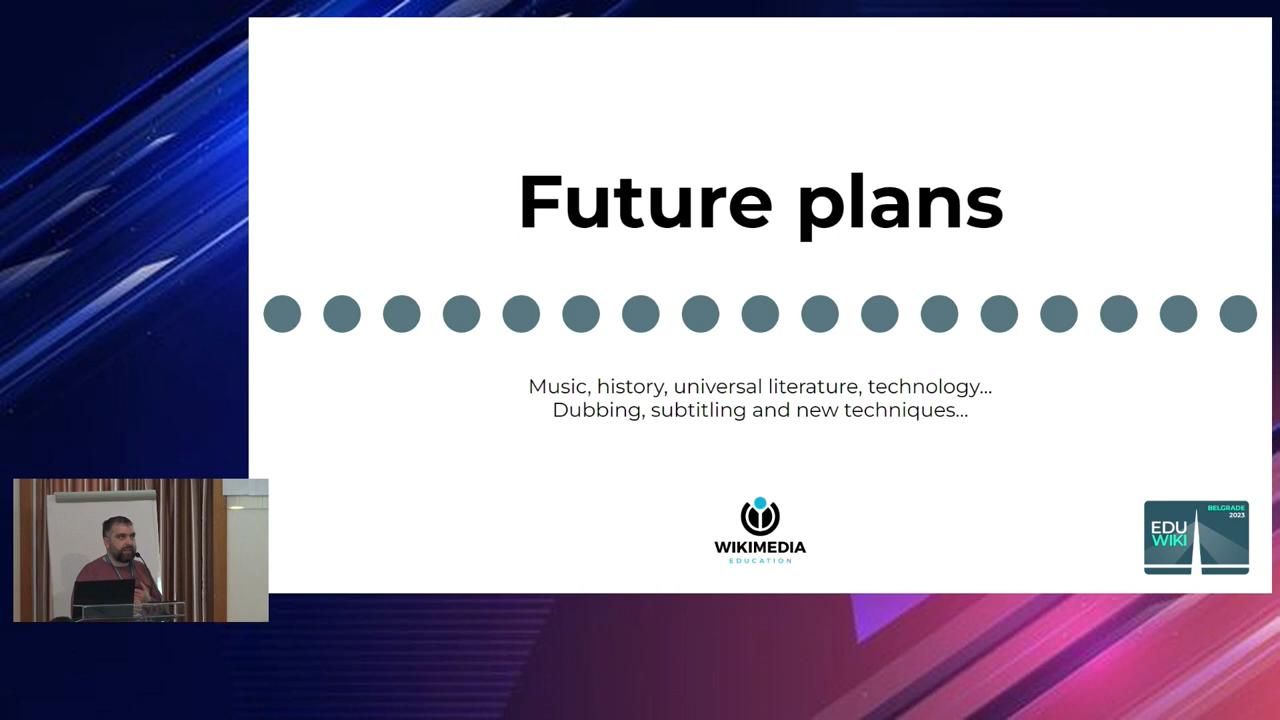 Future plans
Music, history, universal literature, technology...
Dubbing, subtitling and new techniques...
WIKIMEDIA
EDUCATION
BELGRADE
2023
EDU
WIKI